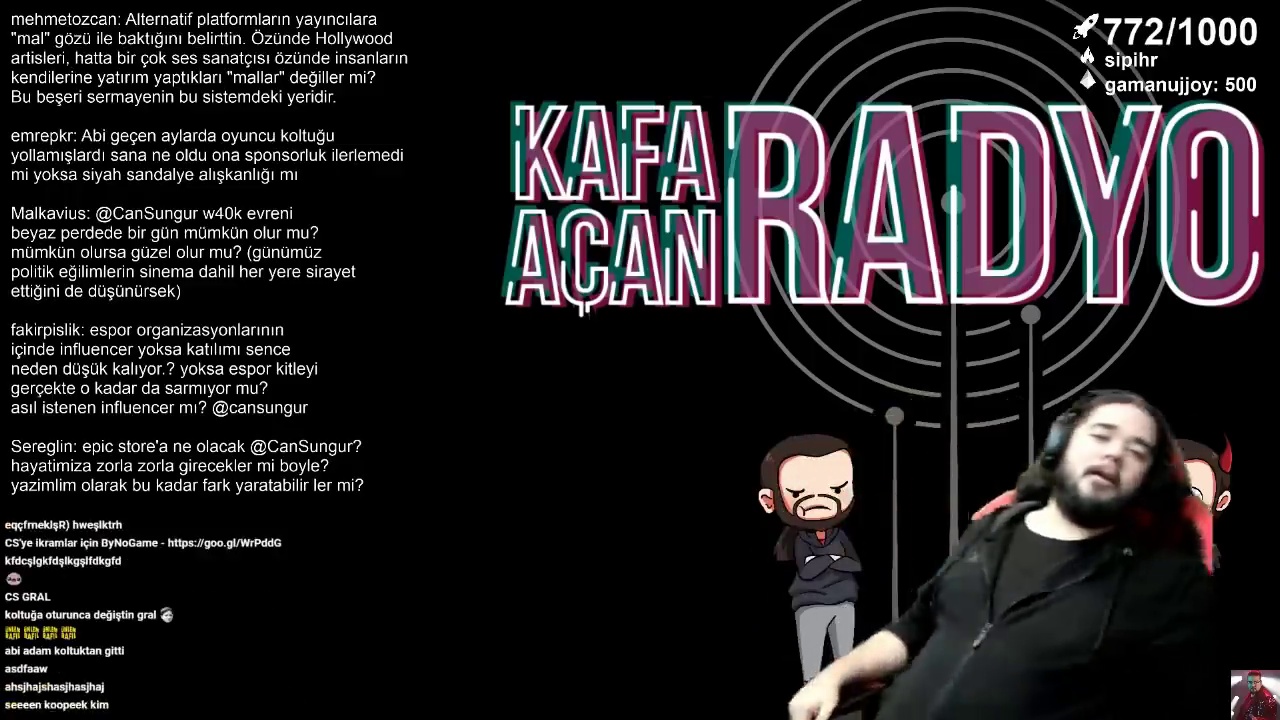 mehmetozcan: Alternatif platformların yayıncılara
"mal" gözü ile baktığını belirttin. Özünde Hollywood
artisleri, hatta bir çok ses sanatçısı özünde insanların
kendilerine yatırım yaptıkları "mallar" değiller mi?
Bu beşeri sermayenin bu sistemdeki yeridir.
emrepkr: Abi geçen aylarda oyuncu koltuğu
yollamışlardı sana ne oldu ona sponsorluk ilerlemedi
mi yoksa siyah sandalye alışkanlığı mı
Malkavius: @CanSungur w40k evreni
beyaz perdede bir gün mümkün olur mu?
mümkün olursa güzel olur mu? (günümüz
politik eğilimlerin sinema dahil her yere sirayet
ettiğini de düşünürsek)
fakirpislik: espor organizasyonlarının
içinde influencer yoksa katılımı sence
neden düşük kalıyor.? yoksa espor kitleyi
gerçekte o kadar da sarmıyor mu?
asıl istenen influencer mı? @cansungur
Sereglin: epic store'a ne olacak @CanSungur?
hayatimiza zorla zorla girecekler mi boyle?
yazimlim olarak bu kadar fark yaratabilir ler mi?
eqçfmeklşR) hweşlktrh
CS'ye ikramlar için ByNoGame - https://goo.gl/WrPddG
kfdcşlgkfdşlkgşlfdkgfd
CS GRAL
koltuğa oturunca değiştin gral
abi adam koltuktan gitti
asdfaaw
ahsjhajshasjhasjhaj
seeeen koopeek kim
772/1000
sipihr
gamanujjoy: 500
KAFA
AÇAN
RADYO